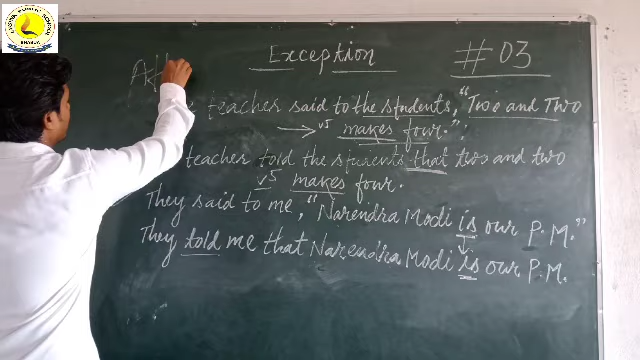 Exception # 03
teacher said to the students, "Two and Two
→ v5 makes four."
teacher told the students that two and two
v5 makes four.
They said to me, "Narendra Modi is our P.M."
They told me that Narendra Modi is our P.M.